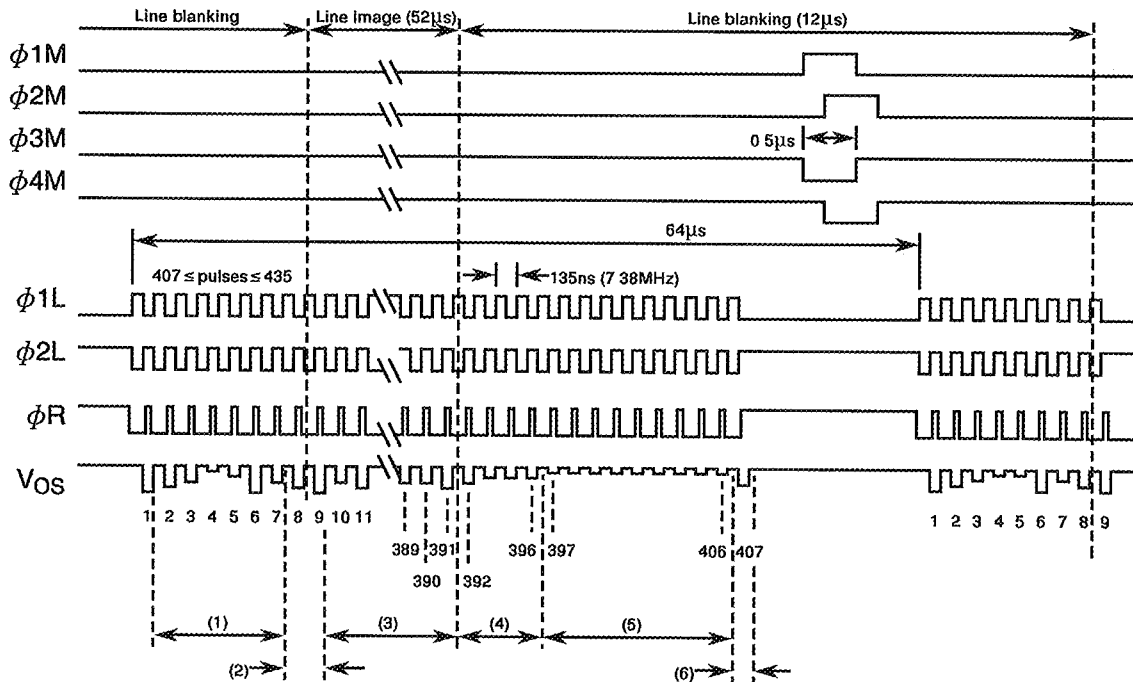 Line blanking
Line Image (52µs)
Line blanking (12µs)
ϕ1M
ϕ2M
ϕ3M
0 5µs
ϕ4M
64µs
407 ≤ pulses ≤ 435
135ns (7 38MHz)
ϕ1L
ϕ2L
ϕR
VOS
1 2 3 4 5 6 7 8 9 10 11
1 2 3 4 5 6 7 8 9
389 391 396 397 406 407
390 392
(1) (3) (4) (5)
(2) (6)